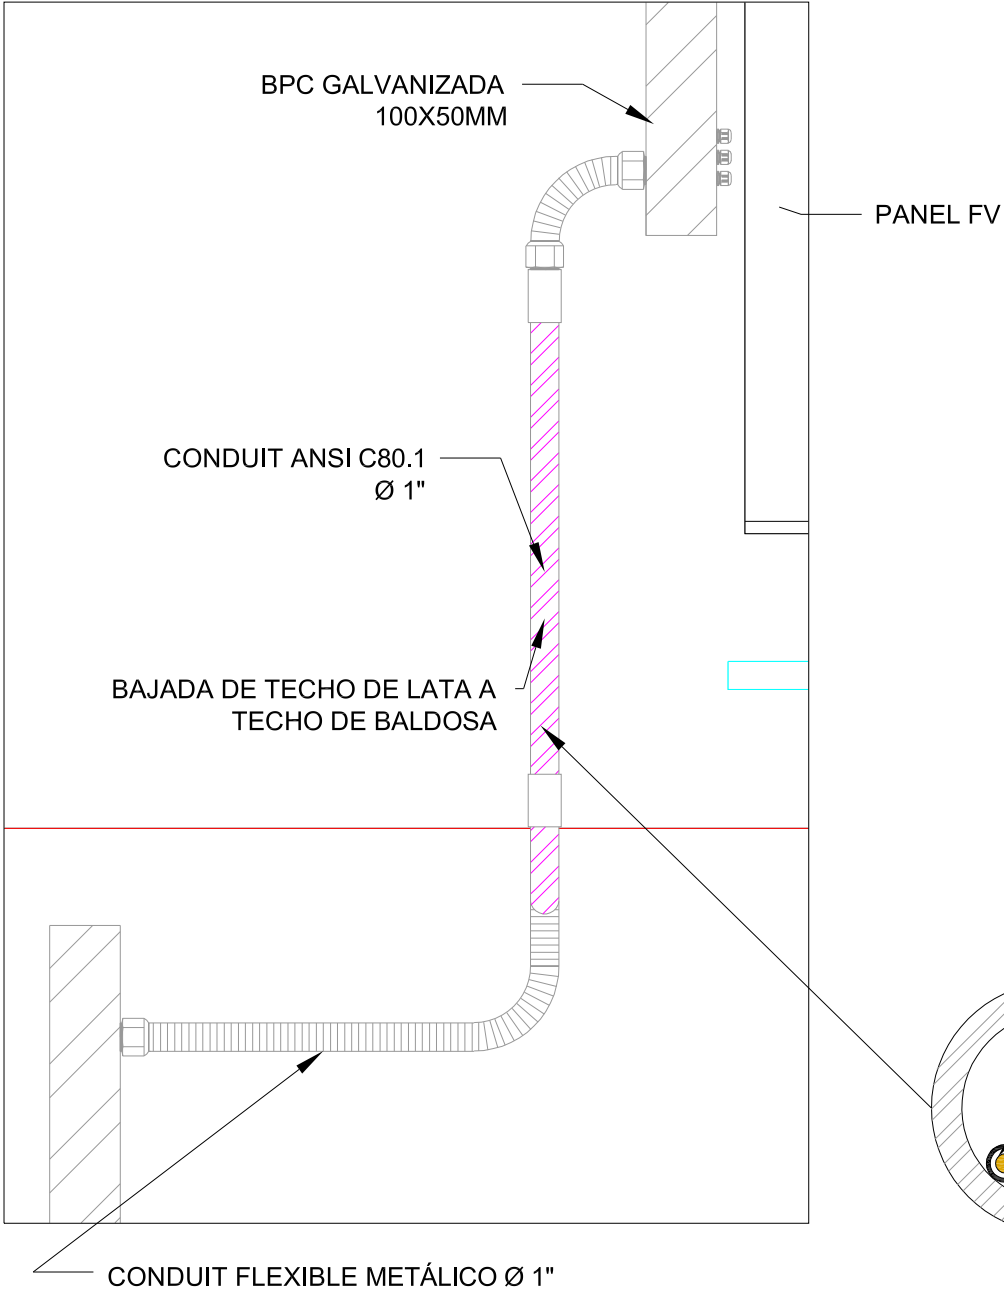 BPC GALVANIZADA
100X50MM
PANEL FV
CONDUIT ANSI C80.1
Ø 1"
BAJADA DE TECHO DE LATA A
TECHO DE BALDOSA
CONDUIT FLEXIBLE METÁLICO Ø 1"